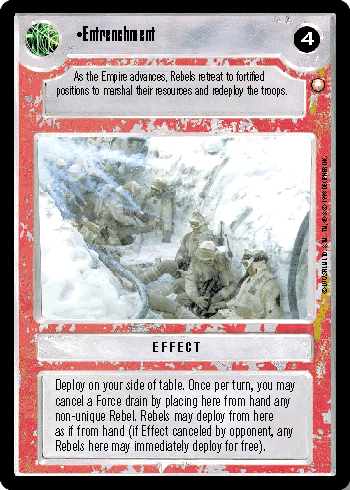 •Entrenchment
4
As the Empire advances, Rebels retreat to fortified
positions to marshal their resources and redeploy the troops.
EFFECT
Deploy on your side of table. Once per turn, you may
cancel a Force drain by placing here from hand any
non-unique Rebel. Rebels may deploy from here
as if from hand (if Effect canceled by opponent, any
Rebels here may immediately deploy for free).